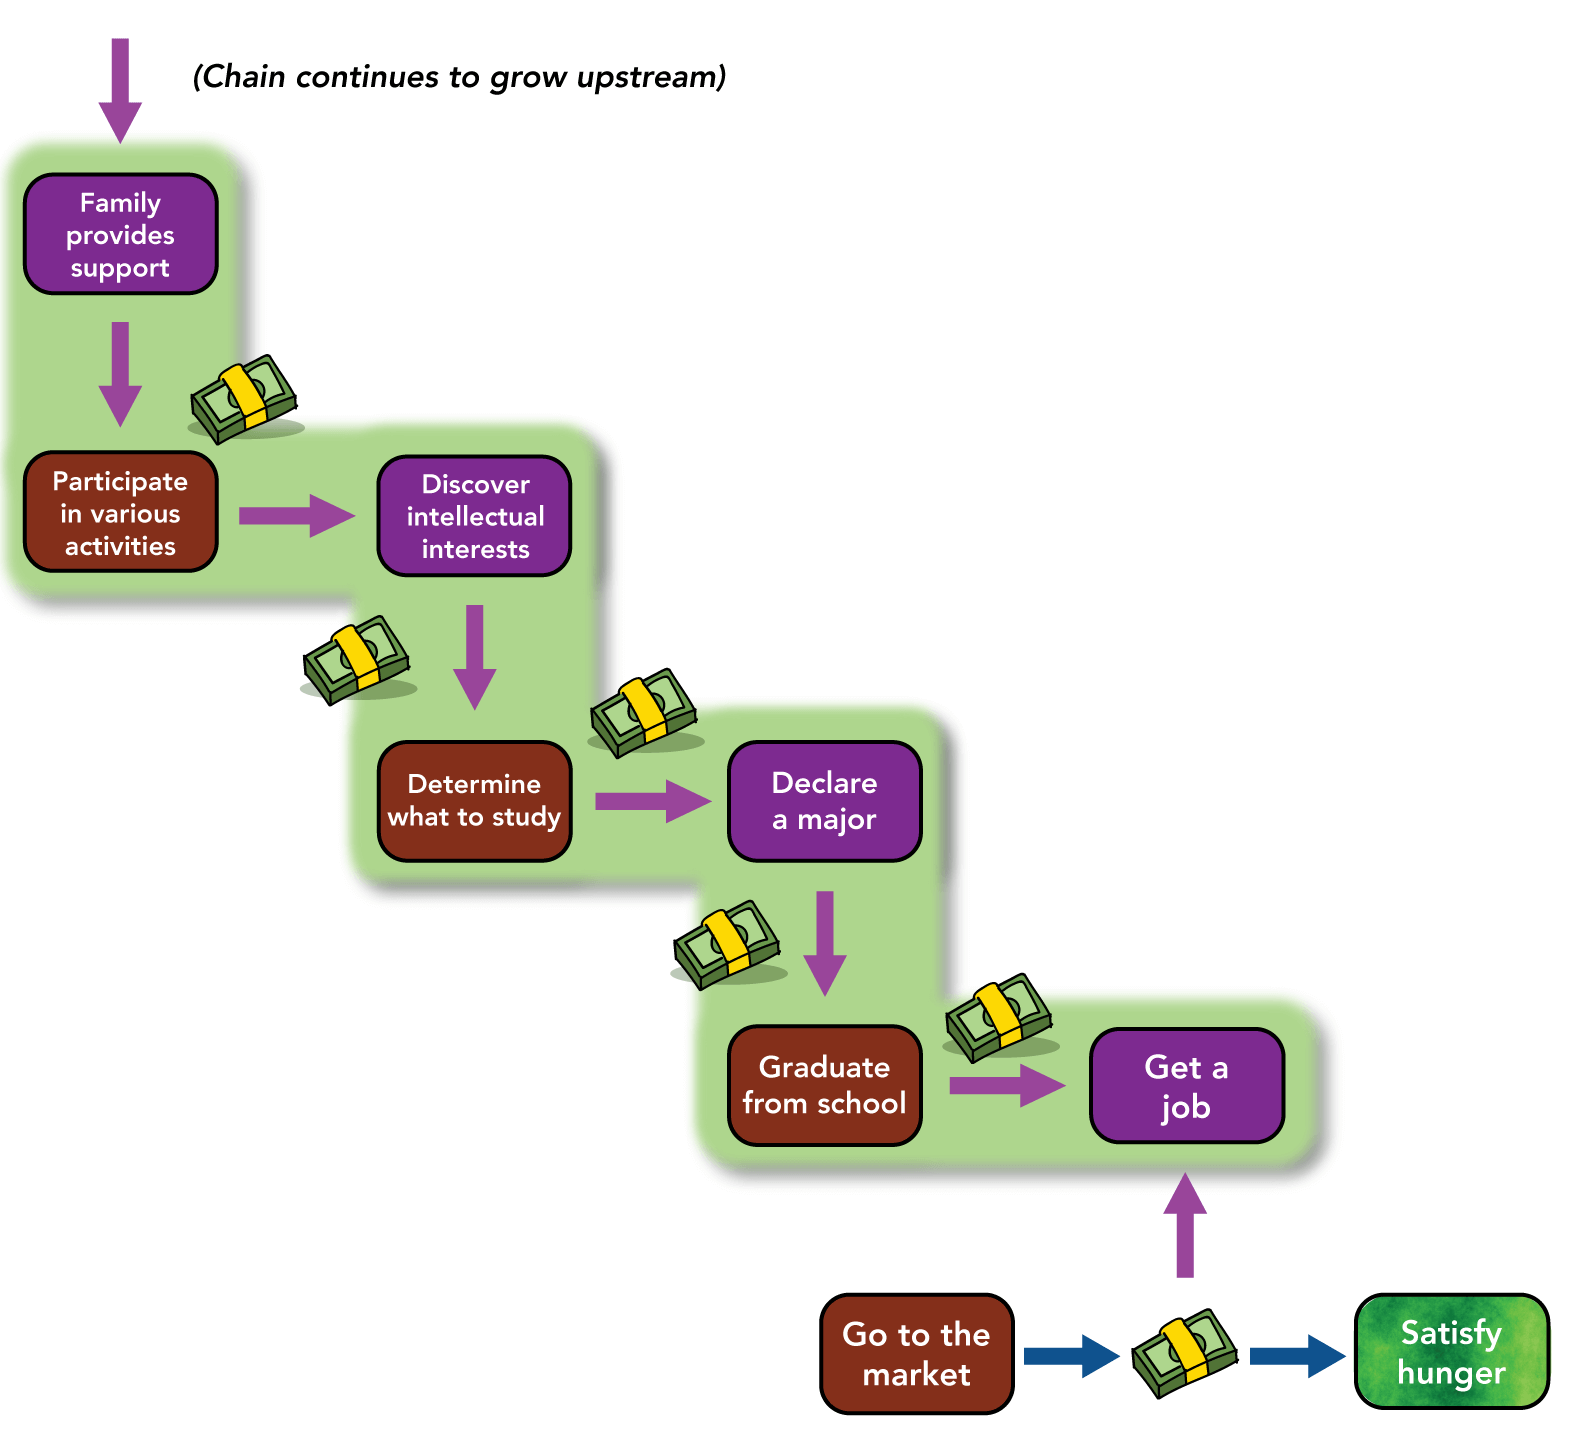 (Chain continues to grow upstream)
Family
provides
support
Participate
in various
activities
Discover
intellectual
interests
Determine
what to study
Declare
a major
Graduate
from school
Get a
job
Go to the
market
Satisfy
hunger